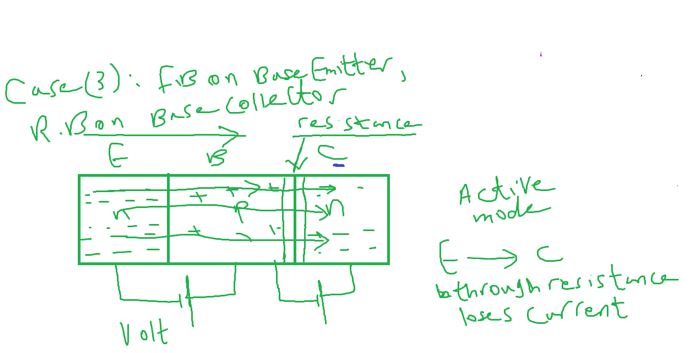 Case(3): F.B on Base Emitter,
R.B on Base Collector
resistance
E B C
n p n
Active
mode
E → C
through resistance
loses current
Volt